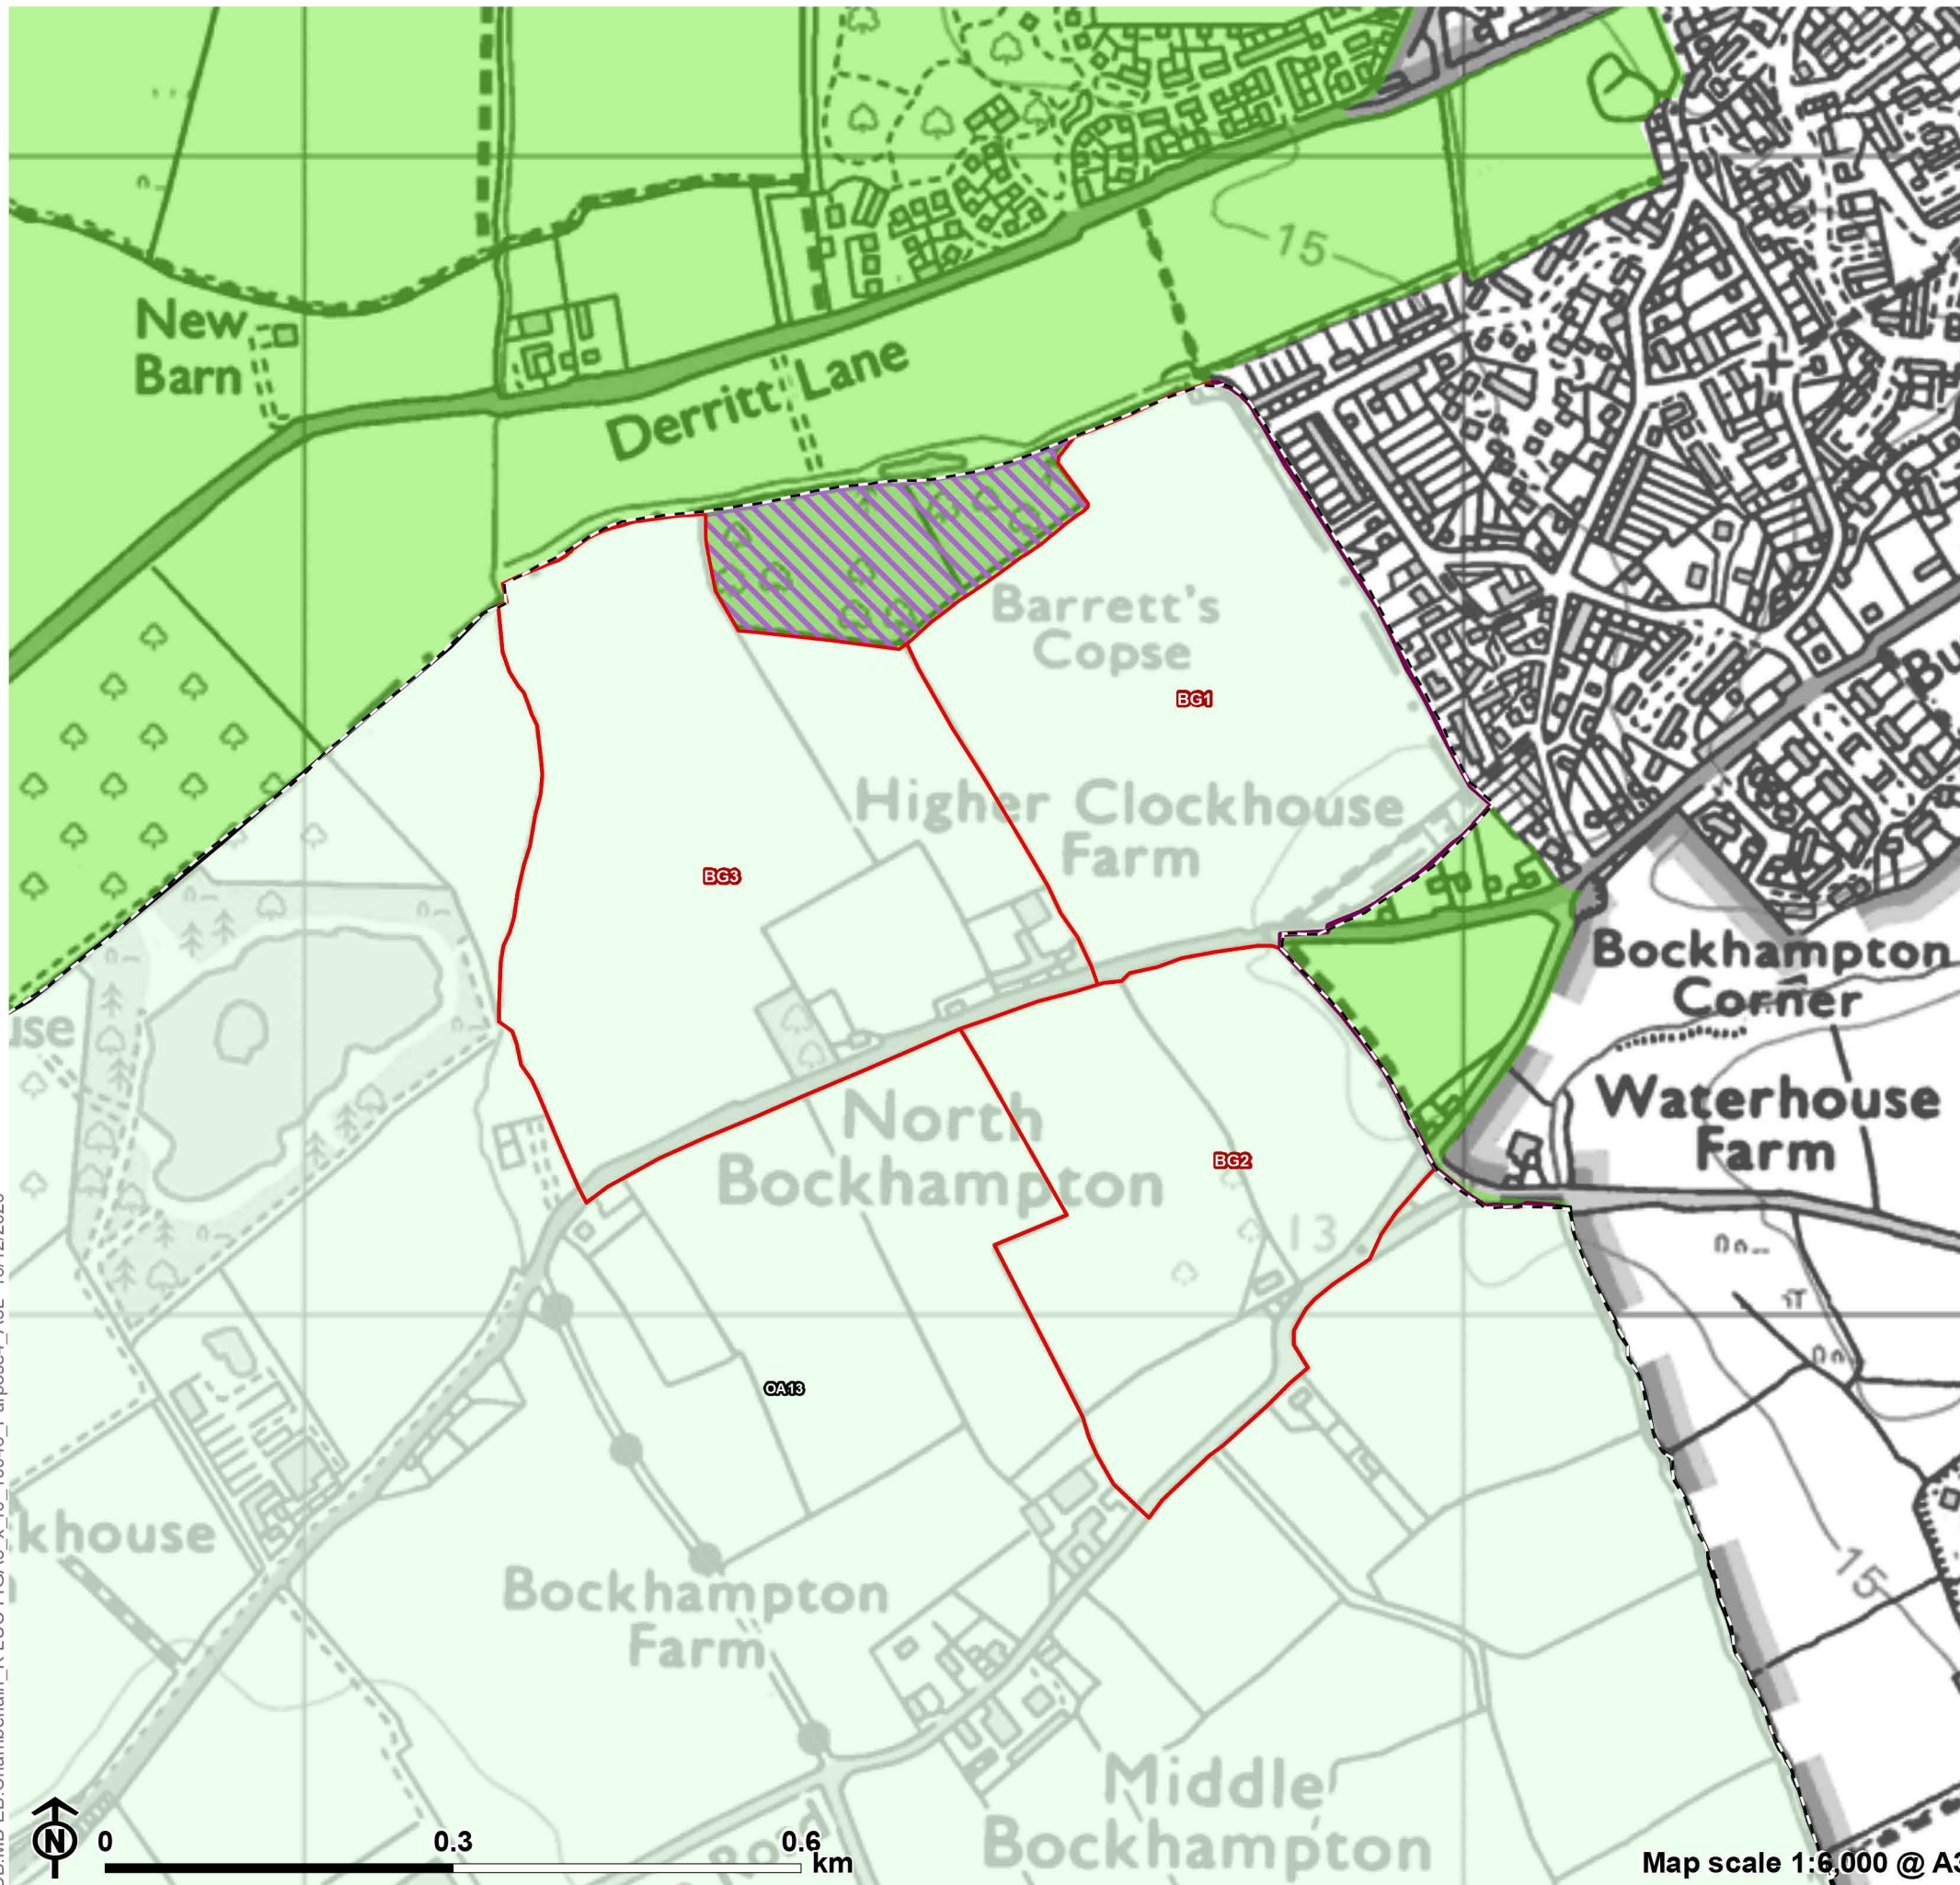 15
New
Barn
Derritt Lane
Barrett's
Copse
BG1
Higher Clockhouse
Farm
BG3
Bockhampton
Corner
North
Bockhampton
BG2
Waterhouse
Farm
13
OA13
khouse
Bockhampton
Farm
15
Middle
Bockhampton
Road
N
0 0.3 0.6
km
Map scale 1:6,000 @ A3